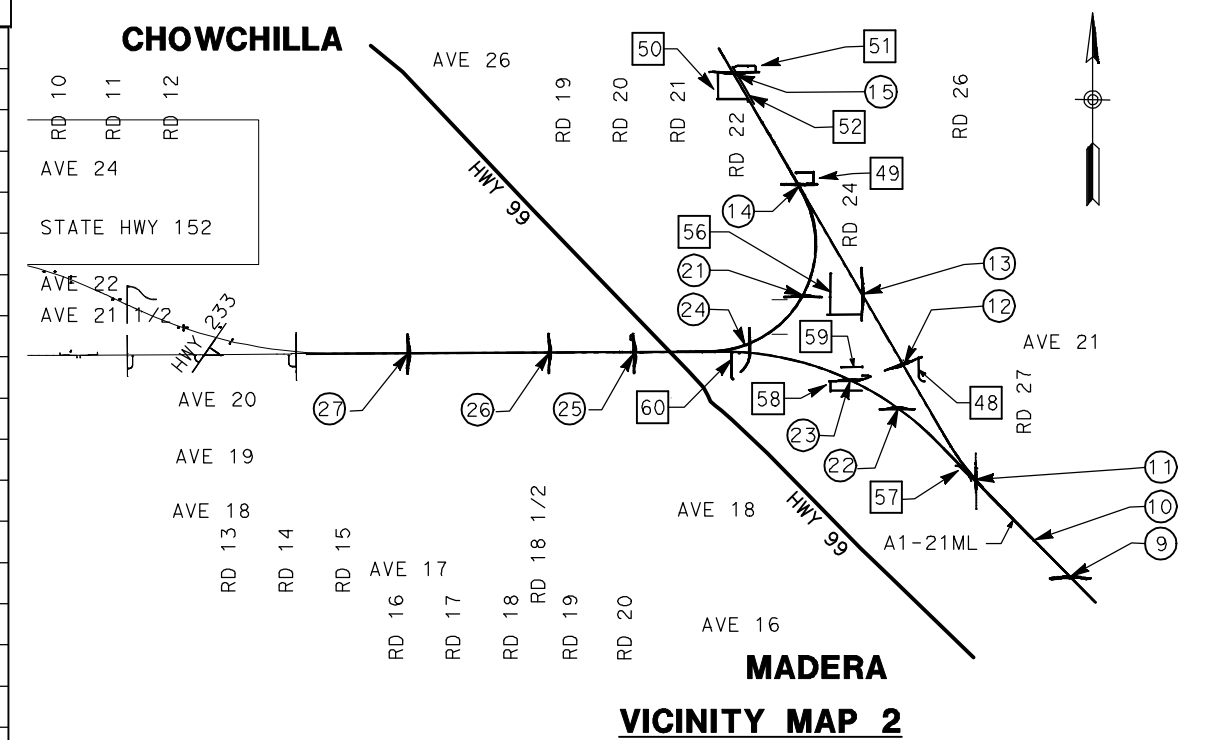 CHOWCHILLA
AVE 26
50
51
15
52
RD 10
RD 11
RD 12
RD 19
RD 20
RD 21
RD 22
RD 26
AVE 24
HWY 99
49
14
RD 24
STATE HWY 152
56
21
13
AVE 22
24
12
AVE 21 1/2
HWY 233
59
AVE 21
27
26
25
60
58
48
RD 27
AVE 20
23
22
AVE 19
57
11
AVE 18
AVE 18
HWY 99
10
A1-21ML
9
RD 13
RD 14
RD 15
AVE 17
RD 18 1/2
RD 16
RD 17
RD 18
RD 19
RD 20
AVE 16
MADERA
VICINITY MAP 2